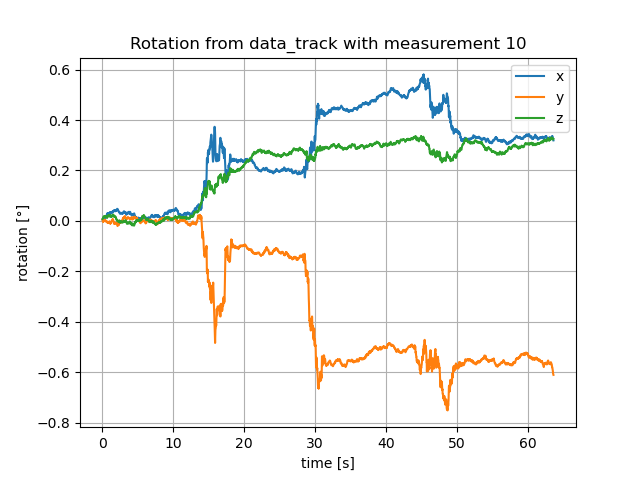 Rotation from data_track with measurement 10
0.6
0.4
0.2
0.0
−0.2
−0.4
−0.6
−0.8
rotation [°]
x
y
z
0 10 20 30 40 50 60
time [s]